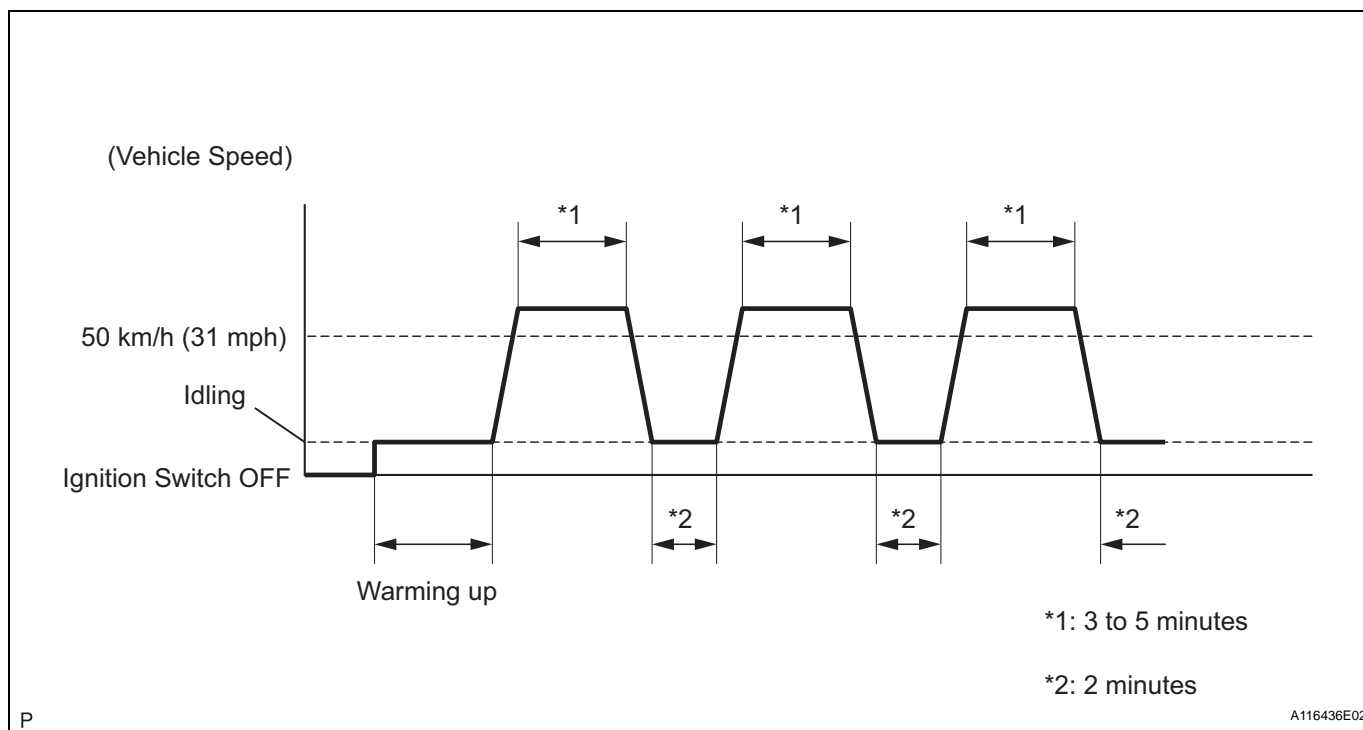 (Vehicle Speed)
*1
*1
*1
50 km/h (31 mph)
Idling
Ignition Switch OFF
*2
*2
*2
Warming up
*1: 3 to 5 minutes
*2: 2 minutes
P
A116436E02